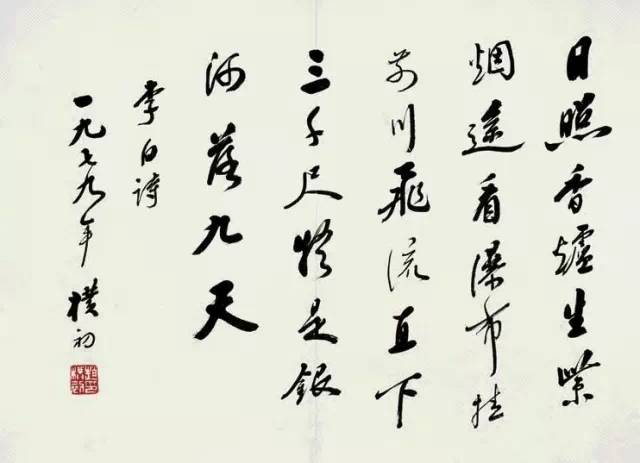 日照香爐生紫
烟遥看瀑布挂
前川飛流直下
三千尺疑是銀
河落九天
李白詩
一九七九年 樸初